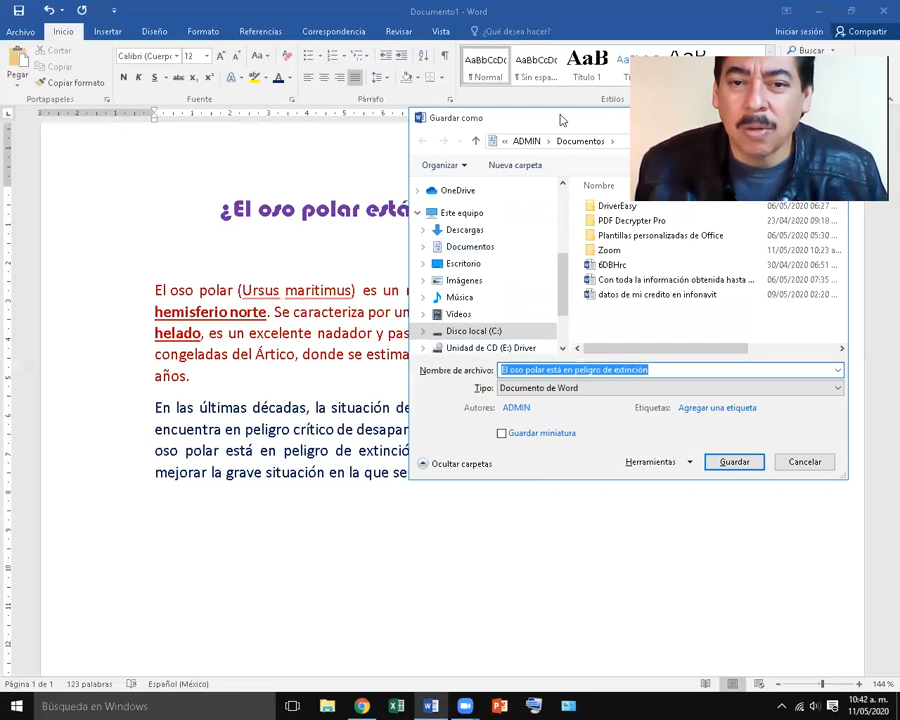 Documento1 - Word
Archivo Inicio Insertar Diseño Formato Referencias Correspondencia Revisar Vista ¿Qué desea hacer? Iniciar sesión Compartir
Pegar
Cortar
Copiar
Copiar formato
Portapapeles
Calibri (Cuerp 12
N K S abc x₂ x²
Fuente
Párrafo
AaBbCcDc AaBbCcDc AaB
¶ Normal ¶ Sin espa... Título 1
Estilos
Buscar
¿El oso polar está
El oso polar (Ursus maritimus) es un
hemisferio norte. Se caracteriza por un
helado, es un excelente nadador y pas
congeladas del Ártico, donde se estima
años.
En las últimas décadas, la situación de
encuentra en peligro crítico de desapar
oso polar está en peligro de extinció
mejorar la grave situación en la que se
Guardar como
« ADMIN > Documentos >
Organizar Nueva carpeta
OneDrive
Este equipo
Descargas
Documentos
Escritorio
Imágenes
Música
Vídeos
Disco local (C:)
Unidad de CD (E:) Driver
Nombre
DriverEasy 06/05/2020 06:27 ...
PDF Decrypter Pro 23/04/2020 09:18 ...
Plantillas personalizadas de Office 06/05/2020 05:30 ...
Zoom 11/05/2020 10:23 a...
6DBHrc 30/04/2020 06:51 ...
Con toda la información obtenida hasta ... 06/05/2020 07:35 ...
datos de mi credito en infonavit 09/05/2020 02:20 ...
Nombre de archivo: El oso polar está en peligro de extinción
Tipo: Documento de Word
Autores: ADMIN Etiquetas: Agregar una etiqueta
Guardar miniatura
Ocultar carpetas Herramientas Guardar Cancelar
Página 1 de 1 123 palabras Español (México) 144 %
Búsqueda en Windows
10:42 a. m.
11/05/2020